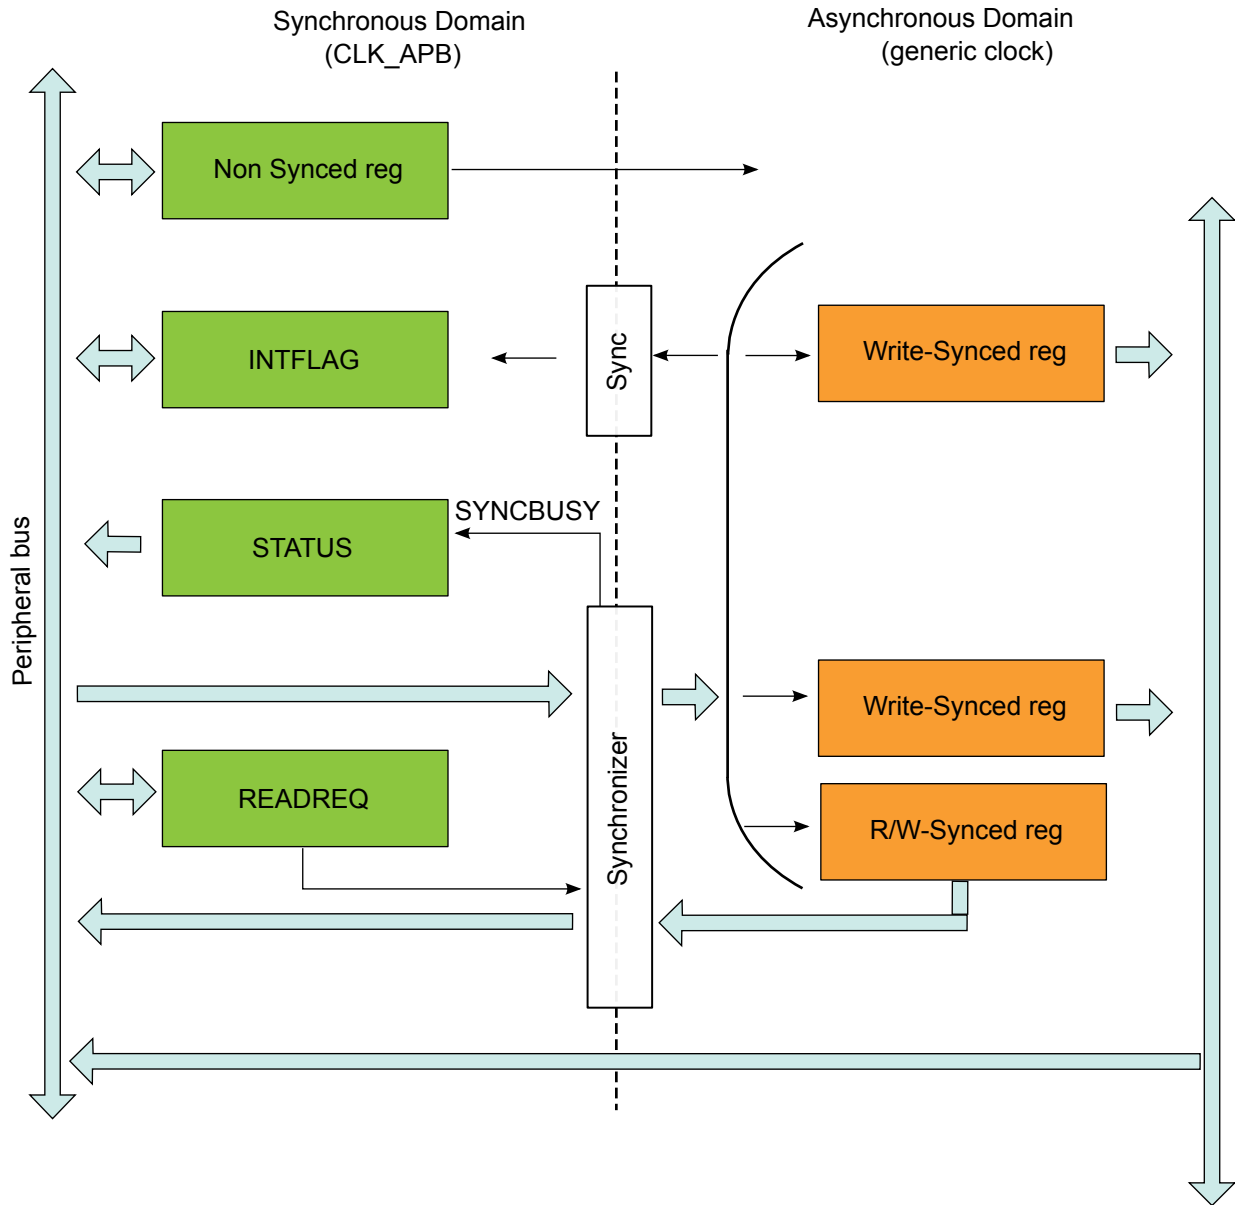 Synchronous Domain
(CLK_APB)
Asynchronous Domain
(generic clock)
Non Synced reg
INTFLAG
Sync
Write-Synced reg
SYNCBUSY
STATUS
Peripheral bus
Write-Synced reg
Synchronizer
READREQ
R/W-Synced reg